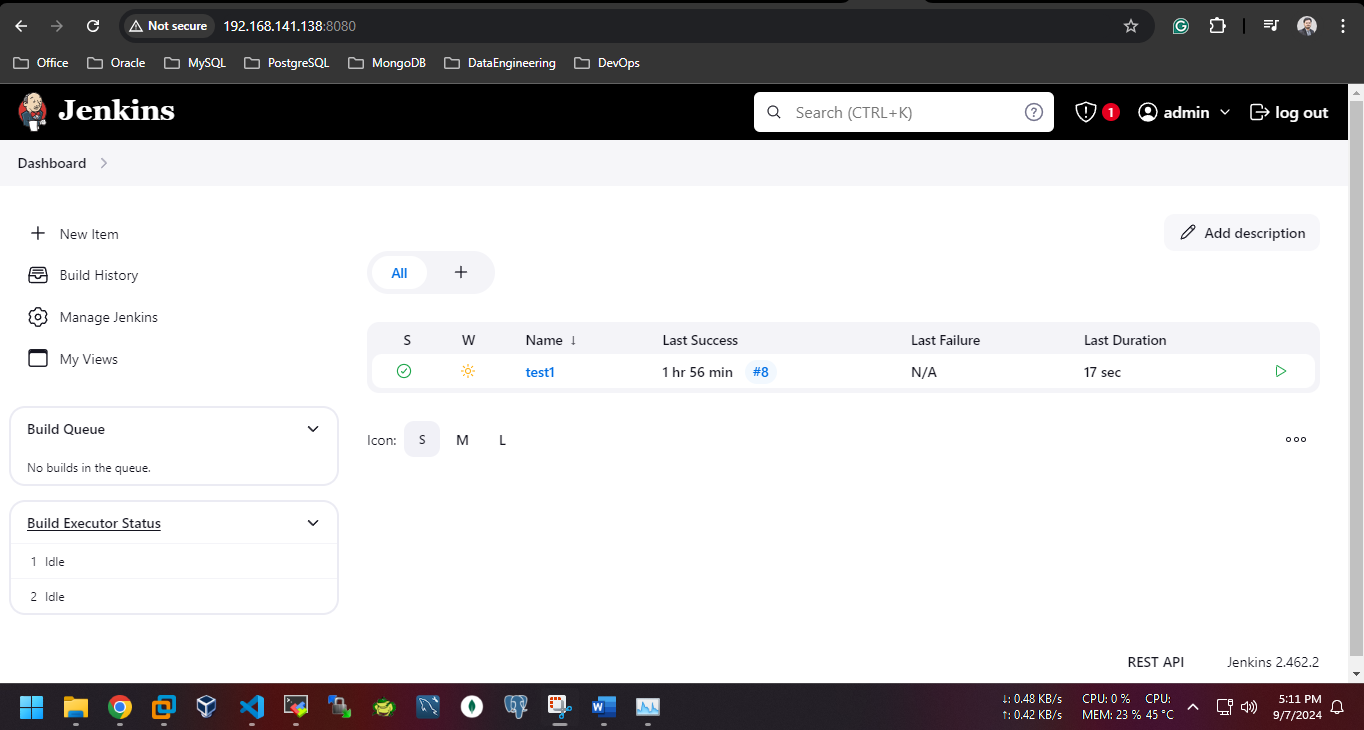 Not secure 192.168.141.138:8080
Office Oracle MySQL PostgreSQL MongoDB DataEngineering DevOps
Jenkins Search (CTRL+K) ? 1 admin log out
Dashboard
New Item
Add description
Build History
All +
Manage Jenkins
My Views
S W Name ↓ Last Success Last Failure Last Duration
test1 1 hr 56 min #8 N/A 17 sec
Build Queue
No builds in the queue.
Icon: S M L
Build Executor Status
1 Idle
2 Idle
REST API Jenkins 2.462.2
↓: 0.48 KB/s CPU: 0 % CPU: 5:11 PM
↑: 0.42 KB/s MEM: 23 % 45 °C 9/7/2024